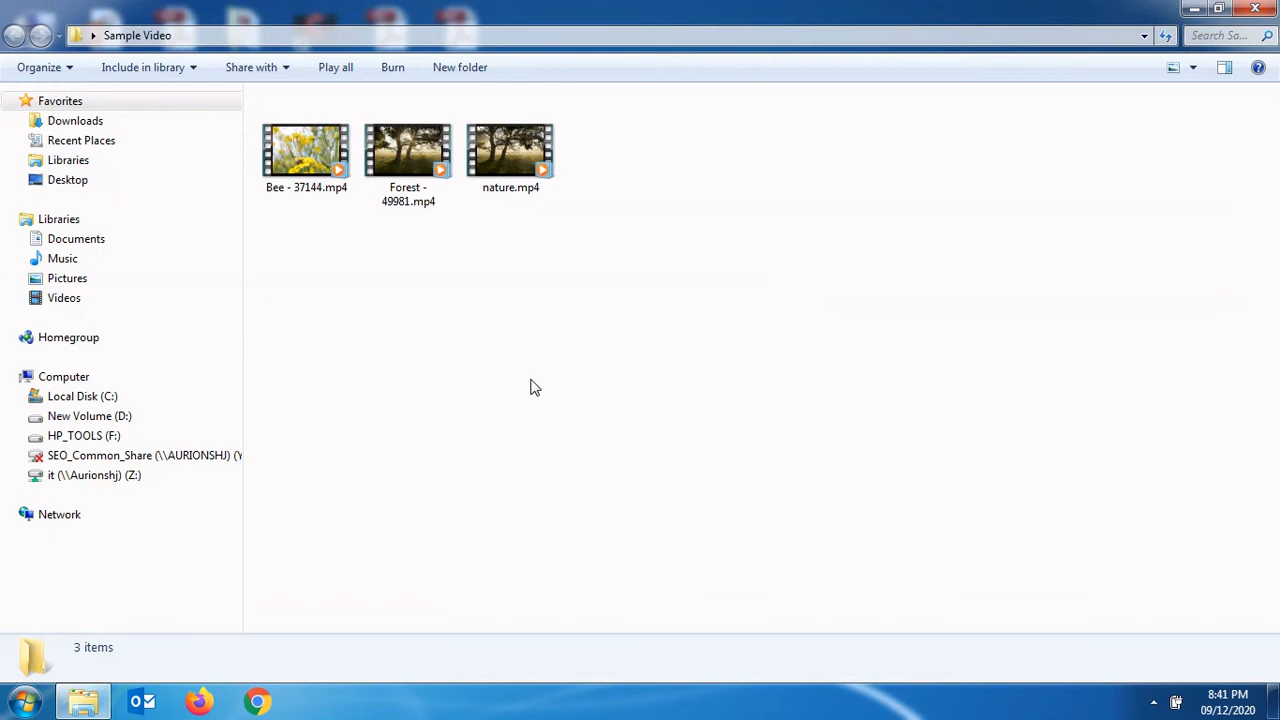 Sample Video
Search Sa...
Organize
Include in library
Share with
Play all
Burn
New folder
Favorites
Downloads
Recent Places
Libraries
Desktop
Libraries
Documents
Music
Pictures
Videos
Homegroup
Computer
Local Disk (C:)
New Volume (D:)
HP_TOOLS (F:)
SEO_Common_Share (\\AURIONSHJ) (Y
it (\\Aurionshj) (Z:)
Network
Bee - 37144.mp4
Forest -
49981.mp4
nature.mp4
3 items
8:41 PM
09/12/2020